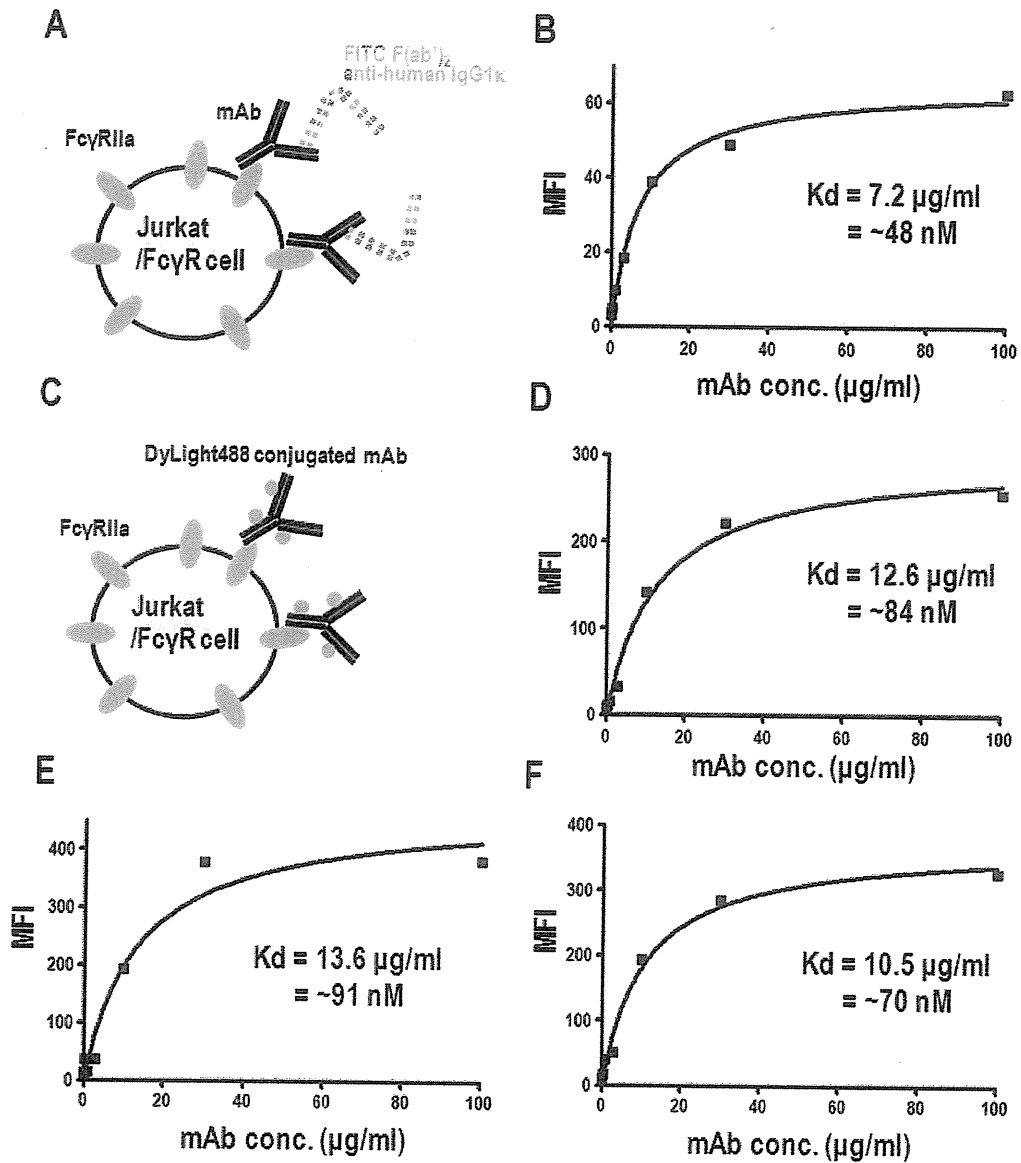 A
FITC F(ab')2
anti-human IgG1κ
mAb
FcγRIIa
Jurkat
/FcγR cell
B
MFI
60
40
20
0
Kd = 7.2 µg/ml
= ~48 nM
0 20 40 60 80 100
mAb conc. (µg/ml)
C
DyLight488 conjugated mAb
FcγRIIa
Jurkat
/FcγR cell
D
MFI
300
200
100
0
Kd = 12.6 µg/ml
= ~84 nM
0 20 40 60 80 100
mAb conc. (µg/ml)
E
MFI
400
300
200
100
0
Kd = 13.6 µg/ml
= ~91 nM
0 20 40 60 80 100
mAb conc. (µg/ml)
F
MFI
400
300
200
100
0
Kd = 10.5 µg/ml
= ~70 nM
0 20 40 60 80 100
mAb conc. (µg/ml)